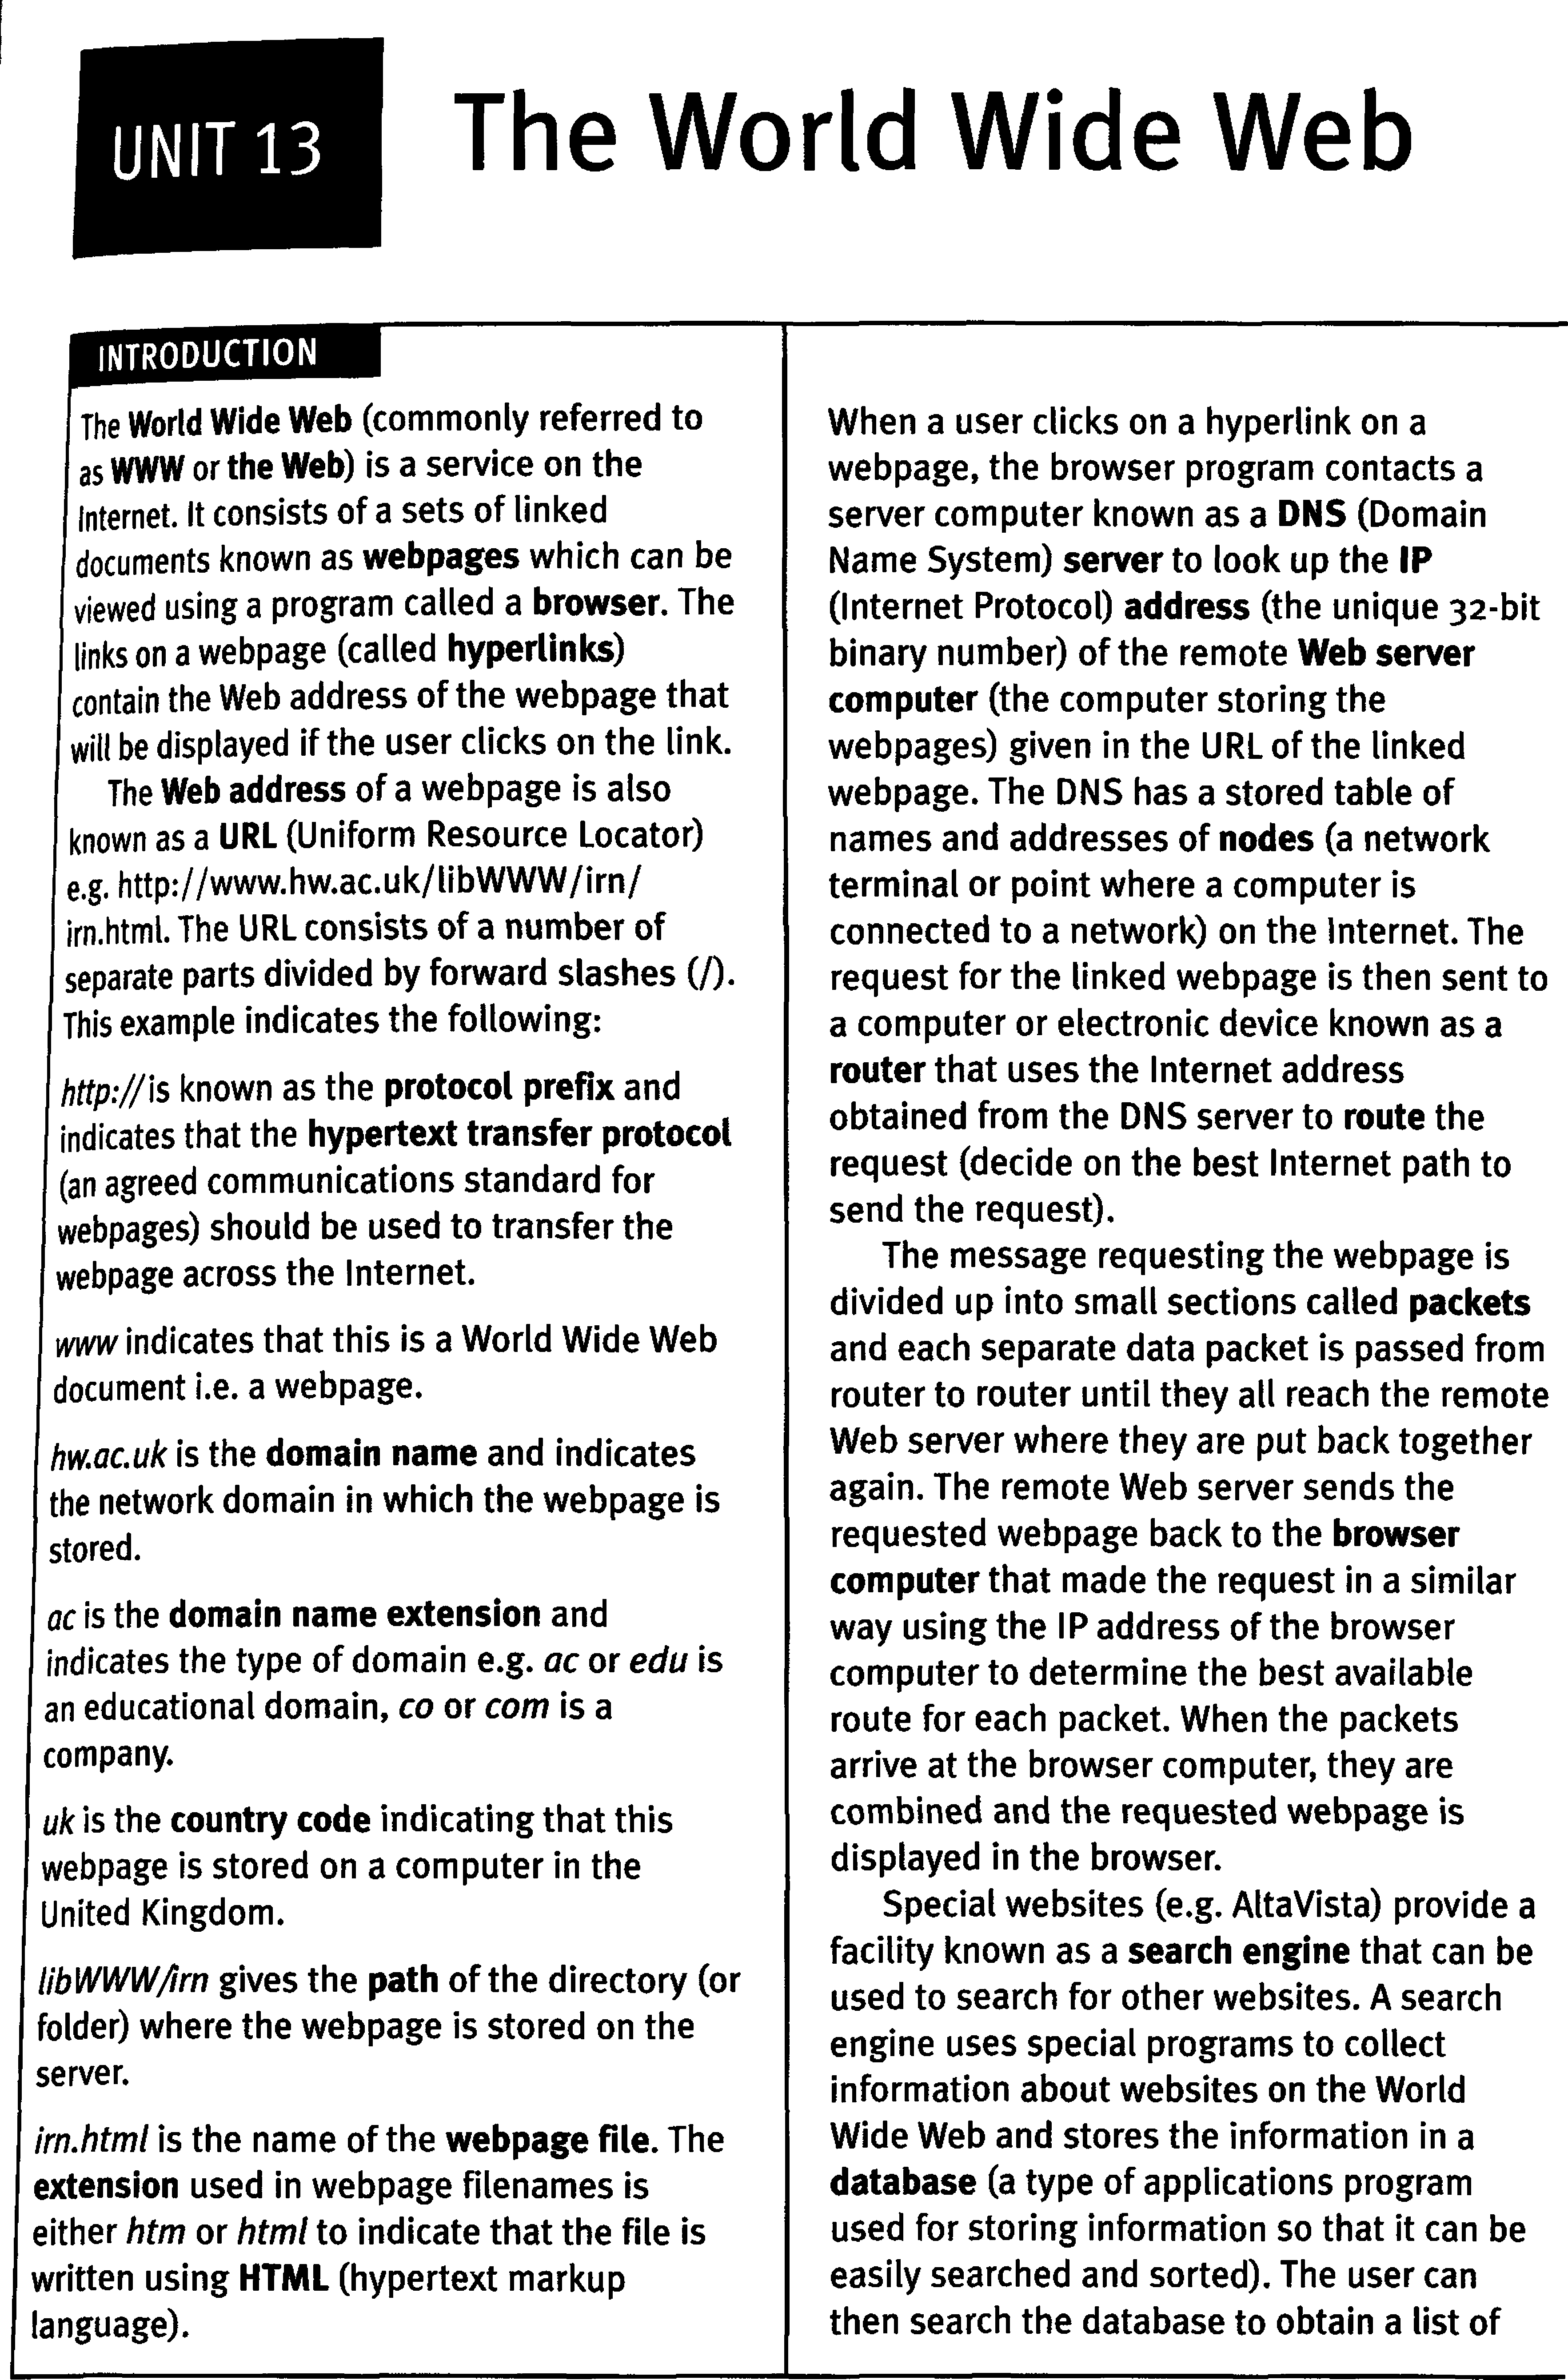 UNIT 13
The World Wide Web
INTRODUCTION
The World Wide Web (commonly referred to
as WWW or the Web) is a service on the
Internet. It consists of a sets of linked
documents known as webpages which can be
viewed using a program called a browser. The
links on a webpage (called hyperlinks)
contain the Web address of the webpage that
will be displayed if the user clicks on the link.
The Web address of a webpage is also
known as a URL (Uniform Resource Locator)
e.g. http://www.hw.ac.uk/libWWW/irn/
irn.html. The URL consists of a number of
separate parts divided by forward slashes (/).
This example indicates the following:
http:// is known as the protocol prefix and
indicates that the hypertext transfer protocol
(an agreed communications standard for
webpages) should be used to transfer the
webpage across the Internet.
www indicates that this is a World Wide Web
document i.e. a webpage.
hw.ac.uk is the domain name and indicates
the network domain in which the webpage is
stored.
ac is the domain name extension and
indicates the type of domain e.g. ac or edu is
an educational domain, co or com is a
company.
uk is the country code indicating that this
webpage is stored on a computer in the
United Kingdom.
libWWW/irn gives the path of the directory (or
folder) where the webpage is stored on the
server.
irn.html is the name of the webpage file. The
extension used in webpage filenames is
either htm or html to indicate that the file is
written using HTML (hypertext markup
language).
When a user clicks on a hyperlink on a
webpage, the browser program contacts a
server computer known as a DNS (Domain
Name System) server to look up the IP
(Internet Protocol) address (the unique 32-bit
binary number) of the remote Web server
computer (the computer storing the
webpages) given in the URL of the linked
webpage. The DNS has a stored table of
names and addresses of nodes (a network
terminal or point where a computer is
connected to a network) on the Internet. The
request for the linked webpage is then sent to
a computer or electronic device known as a
router that uses the Internet address
obtained from the DNS server to route the
request (decide on the best Internet path to
send the request).
The message requesting the webpage is
divided up into small sections called packets
and each separate data packet is passed from
router to router until they all reach the remote
Web server where they are put back together
again. The remote Web server sends the
requested webpage back to the browser
computer that made the request in a similar
way using the IP address of the browser
computer to determine the best available
route for each packet. When the packets
arrive at the browser computer, they are
combined and the requested webpage is
displayed in the browser.
Special websites (e.g. AltaVista) provide a
facility known as a search engine that can be
used to search for other websites. A search
engine uses special programs to collect
information about websites on the World
Wide Web and stores the information in a
database (a type of applications program
used for storing information so that it can be
easily searched and sorted). The user can
then search the database to obtain a list of